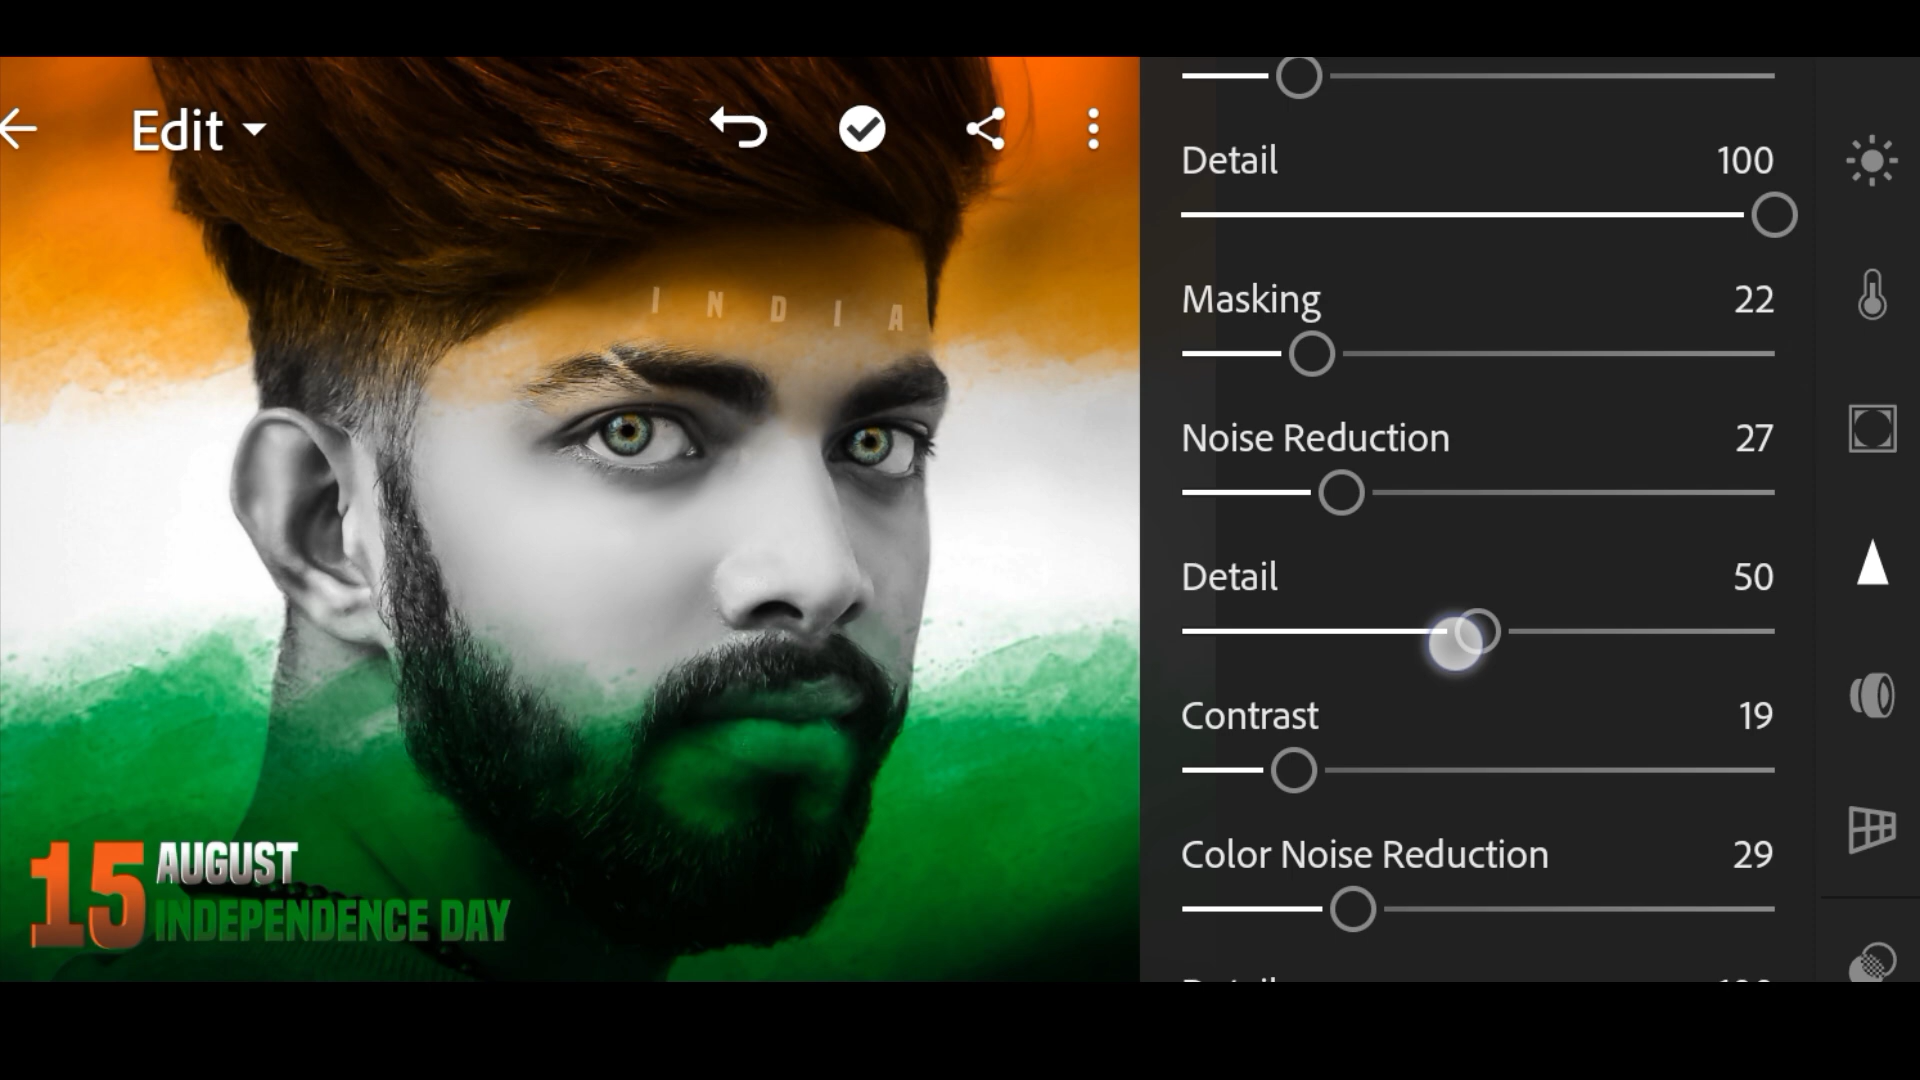 Edit
INDIA
15 AUGUST
INDEPENDENCE DAY
Detail 100
Masking 22
Noise Reduction 27
Detail 50
Contrast 19
Color Noise Reduction 29